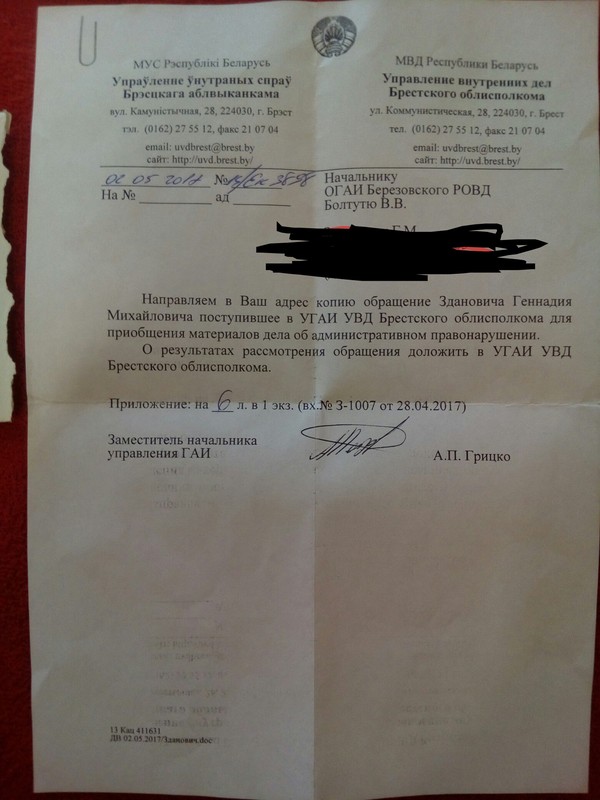 МУС Рэспублікі Беларусь
Упраўленне ўнутраных спраў
Брэсцкага аблвыканкама
вул. Камуністычная, 28, 224030, г. Брэст
тэл. (0162) 27 55 12, факс 21 07 04
email: uvdbrest@brest.by
сайт: http://uvd.brest.by/
МВД Республики Беларусь
Управление внутренних дел
Брестского облисполкома
ул. Коммунистическая, 28, 224030, г. Брест
тел. (0162) 27 55 12, факс 21 07 04
email: uvdbrest@brest.by
сайт: http://uvd.brest.by/
02 05 2017 №
На № ад
Начальнику
ОГАИ Березовского РОВД
Болтутю В.В.
Г.М.
Направляем в Ваш адрес копию обращение Здановича Геннадия
Михайловича поступившее в УГАИ УВД Брестского облисполкома для
приобщения материалов дела об административном правонарушении.
О результатах рассмотрения обращения доложить в УГАИ УВД
Брестского облисполкома.
Приложение: на 6 л. в 1 экз. (вх.№ З-1007 от 28.04.2017)
Заместитель начальника
управления ГАИ
А.П. Грицко
13 Кац 411631
ДВ 02.05.2017/Зданович.doc